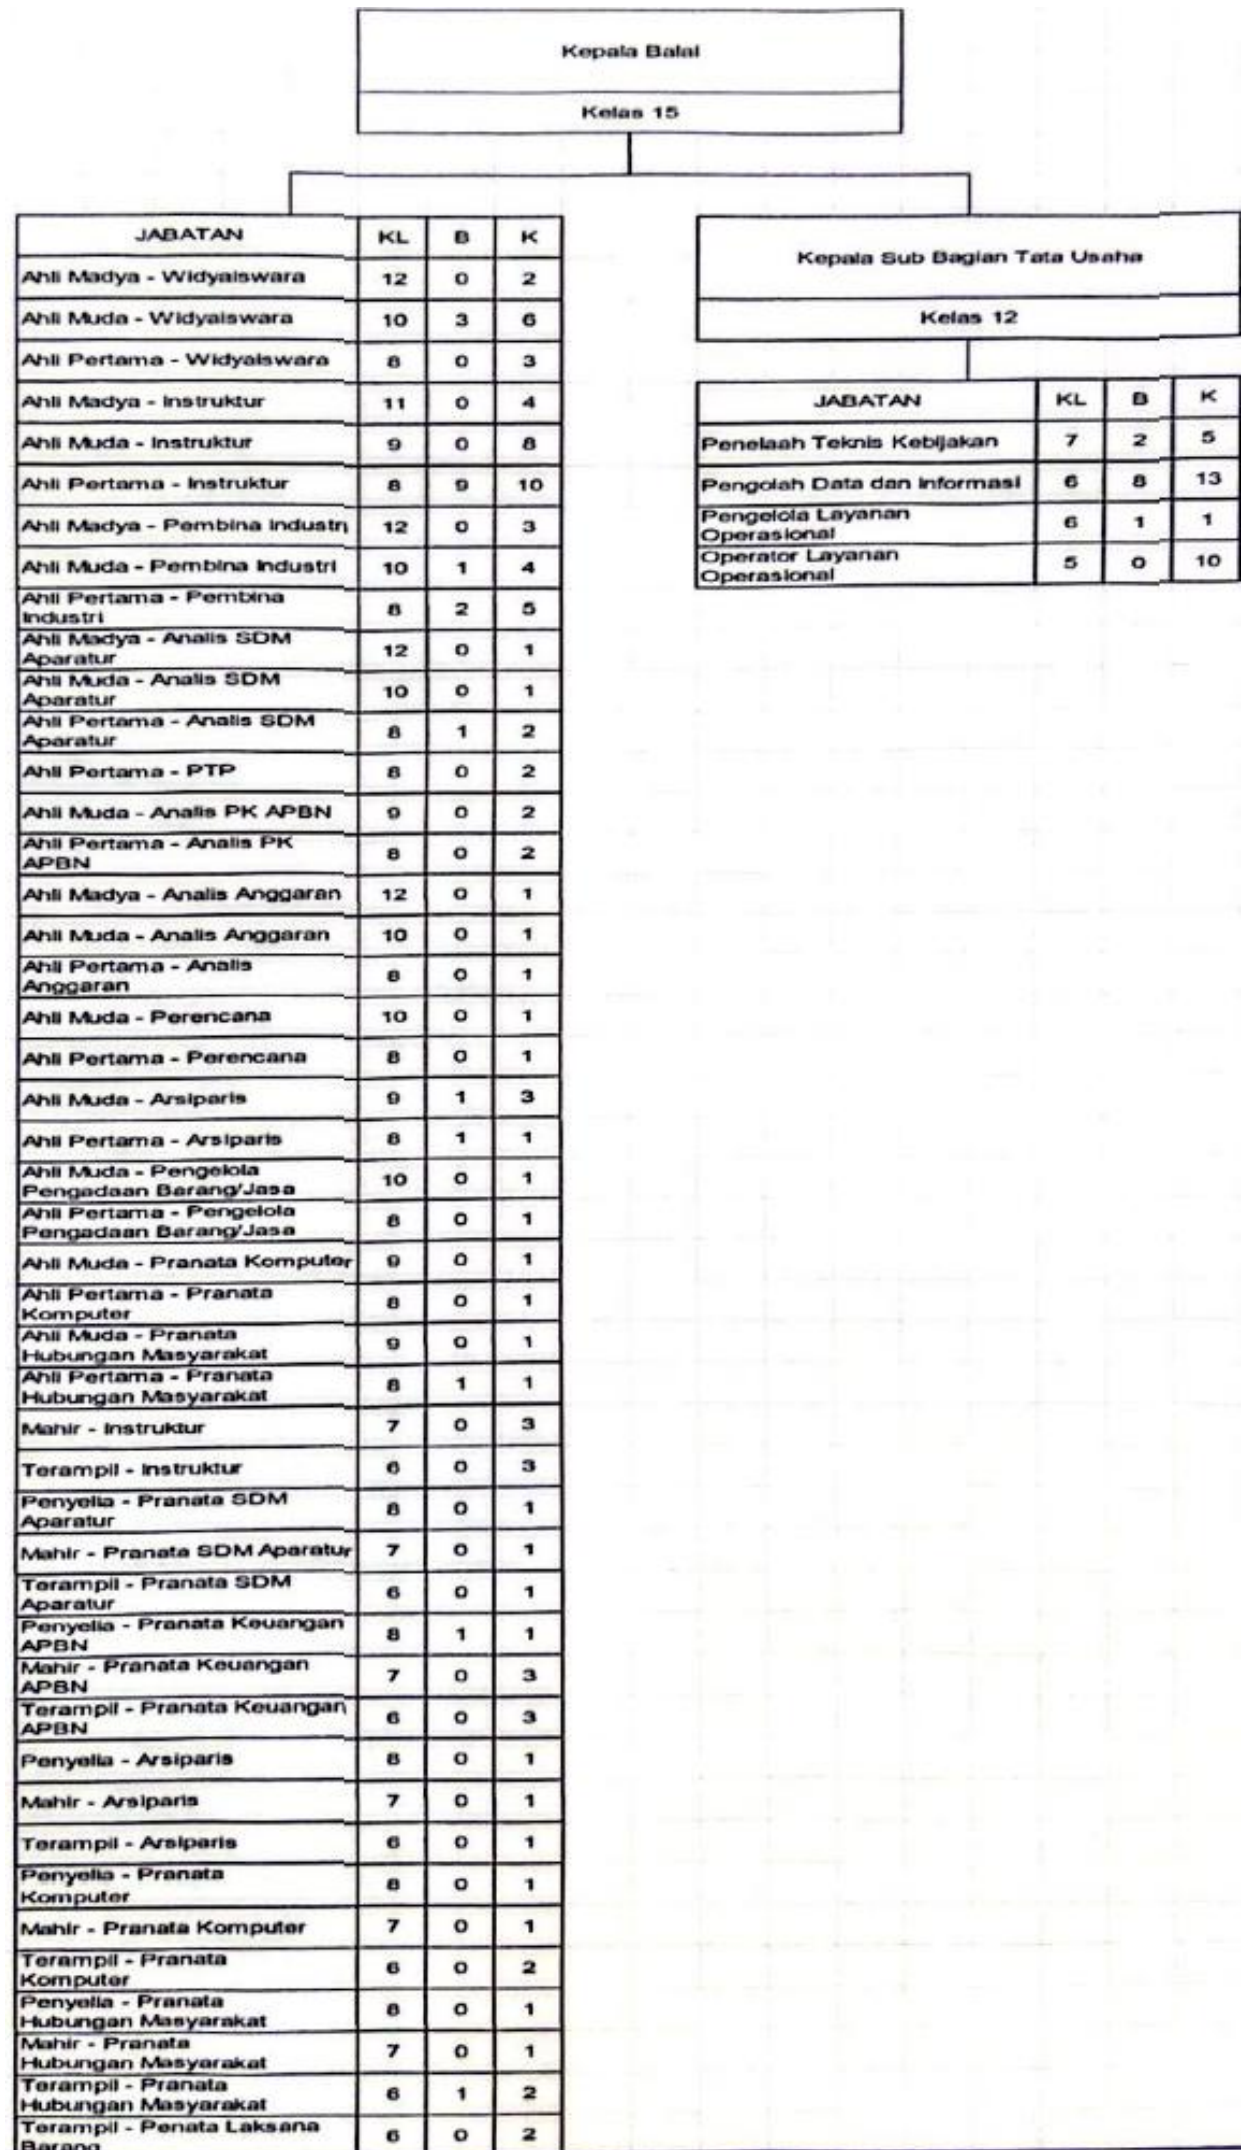 Kepala Balai
Kelas 15
JABATAN KL B K
Ahli Madya - Widyaiswara 12 0 2
Ahli Muda - Widyaiswara 10 3 6
Ahli Pertama - Widyaiswara 8 0 3
Ahli Madya - Instruktur 11 0 4
Ahli Muda - Instruktur 9 0 8
Ahli Pertama - Instruktur 8 9 10
Ahli Madya - Pembina Industri 12 0 3
Ahli Muda - Pembina Industri 10 1 4
Ahli Pertama - Pembina
Industri 8 2 5
Ahli Madya - Analis SDM
Aparatur 12 0 1
Ahli Muda - Analis SDM
Aparatur 10 0 1
Ahli Pertama - Analis SDM
Aparatur 8 1 2
Ahli Pertama - PTP 8 0 2
Ahli Muda - Analis PK APBN 9 0 2
Ahli Pertama - Analis PK
APBN 8 0 2
Ahli Madya - Analis Anggaran 12 0 1
Ahli Muda - Analis Anggaran 10 0 1
Ahli Pertama - Analis
Anggaran 8 0 1
Ahli Muda - Perencana 10 0 1
Ahli Pertama - Perencana 8 0 1
Ahli Muda - Arsiparis 9 1 3
Ahli Pertama - Arsiparis 8 1 1
Ahli Muda - Pengelola
Pengadaan Barang/Jasa 10 0 1
Ahli Pertama - Pengelola
Pengadaan Barang/Jasa 8 0 1
Ahli Muda - Pranata Komputer 9 0 1
Ahli Pertama - Pranata
Komputer 8 0 1
Ahli Muda - Pranata
Hubungan Masyarakat 9 0 1
Ahli Pertama - Pranata
Hubungan Masyarakat 8 1 1
Mahir - Instruktur 7 0 3
Terampil - Instruktur 6 0 3
Penyelia - Pranata SDM
Aparatur 8 0 1
Mahir - Pranata SDM Aparatur 7 0 1
Terampil - Pranata SDM
Aparatur 6 0 1
Penyelia - Pranata Keuangan
APBN 8 1 1
Mahir - Pranata Keuangan
APBN 7 0 3
Terampil - Pranata Keuangan
APBN 6 0 3
Penyelia - Arsiparis 8 0 1
Mahir - Arsiparis 7 0 1
Terampil - Arsiparis 6 0 1
Penyelia - Pranata
Komputer 8 0 1
Mahir - Pranata Komputer 7 0 1
Terampil - Pranata
Komputer 6 0 2
Penyelia - Pranata
Hubungan Masyarakat 8 0 1
Mahir - Pranata
Hubungan Masyarakat 7 0 1
Terampil - Pranata
Hubungan Masyarakat 6 1 2
Terampil - Penata Laksana
Barang 6 0 2
Kepala Sub Bagian Tata Usaha
Kelas 12
JABATAN KL B K
Penelaah Teknis Kebijakan 7 2 5
Pengolah Data dan Informasi 6 8 13
Pengelola Layanan
Operasional 6 1 1
Operator Layanan
Operasional 5 0 10